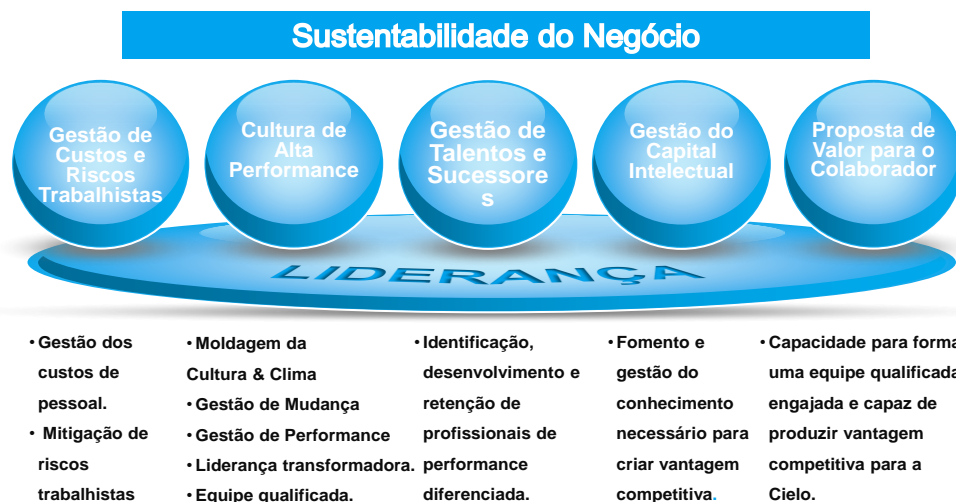 Sustentabilidade do Negócio
Gestão de
Custos e
Riscos
Trabalhistas
Cultura de
Alta
Performance
Gestão de
Talentos e
Sucessore
s
Gestão do
Capital
Intelectual
Proposta de
Valor para o
Colaborador
LIDERANÇA
• Gestão dos
custos de
pessoal.
• Mitigação de
riscos
trabalhistas
• Moldagem da
Cultura & Clima
• Gestão de Mudança
• Gestão de Performance
• Liderança transformadora.
• Equipe qualificada.
• Identificação,
desenvolvimento e
retenção de
profissionais de
performance
diferenciada.
• Fomento e
gestão do
conhecimento
necessário para
criar vantagem
competitiva.
• Capacidade para forma
uma equipe qualificada
engajada e capaz de
produzir vantagem
competitiva para a
Cielo.